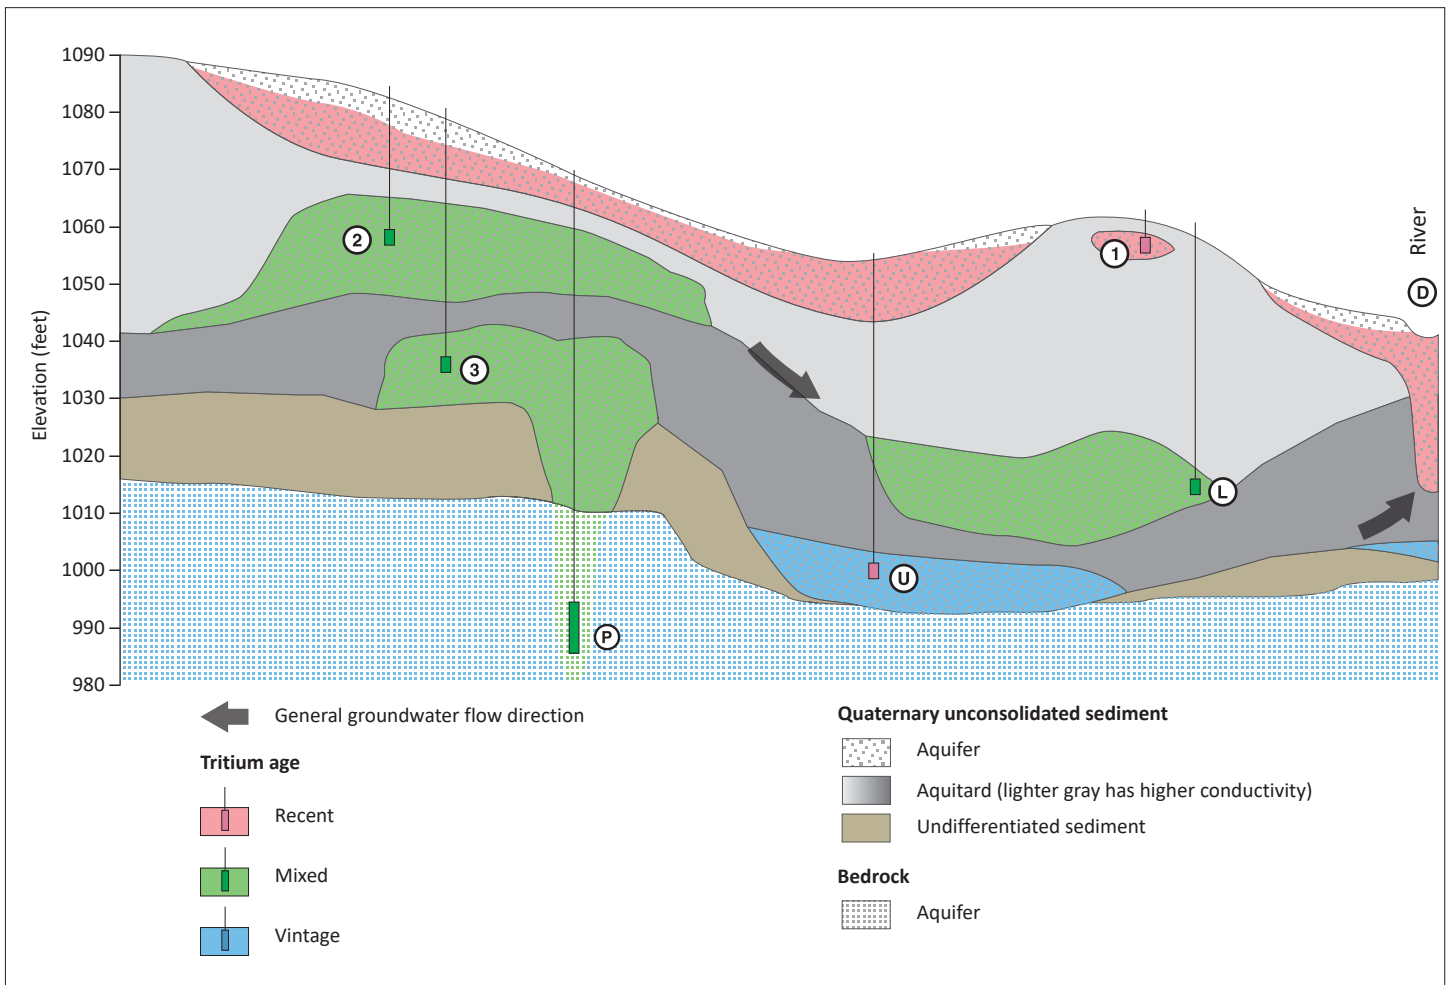 Elevation (feet)
1090
1080
1070
1060
1050
1040
1030
1020
1010
1000
990
980
2
3
P
U
1
L
River
D
General groundwater flow direction
Tritium age
Recent
Mixed
Vintage
Quaternary unconsolidated sediment
Aquifer
Aquitard (lighter gray has higher conductivity)
Undifferentiated sediment
Bedrock
Aquifer